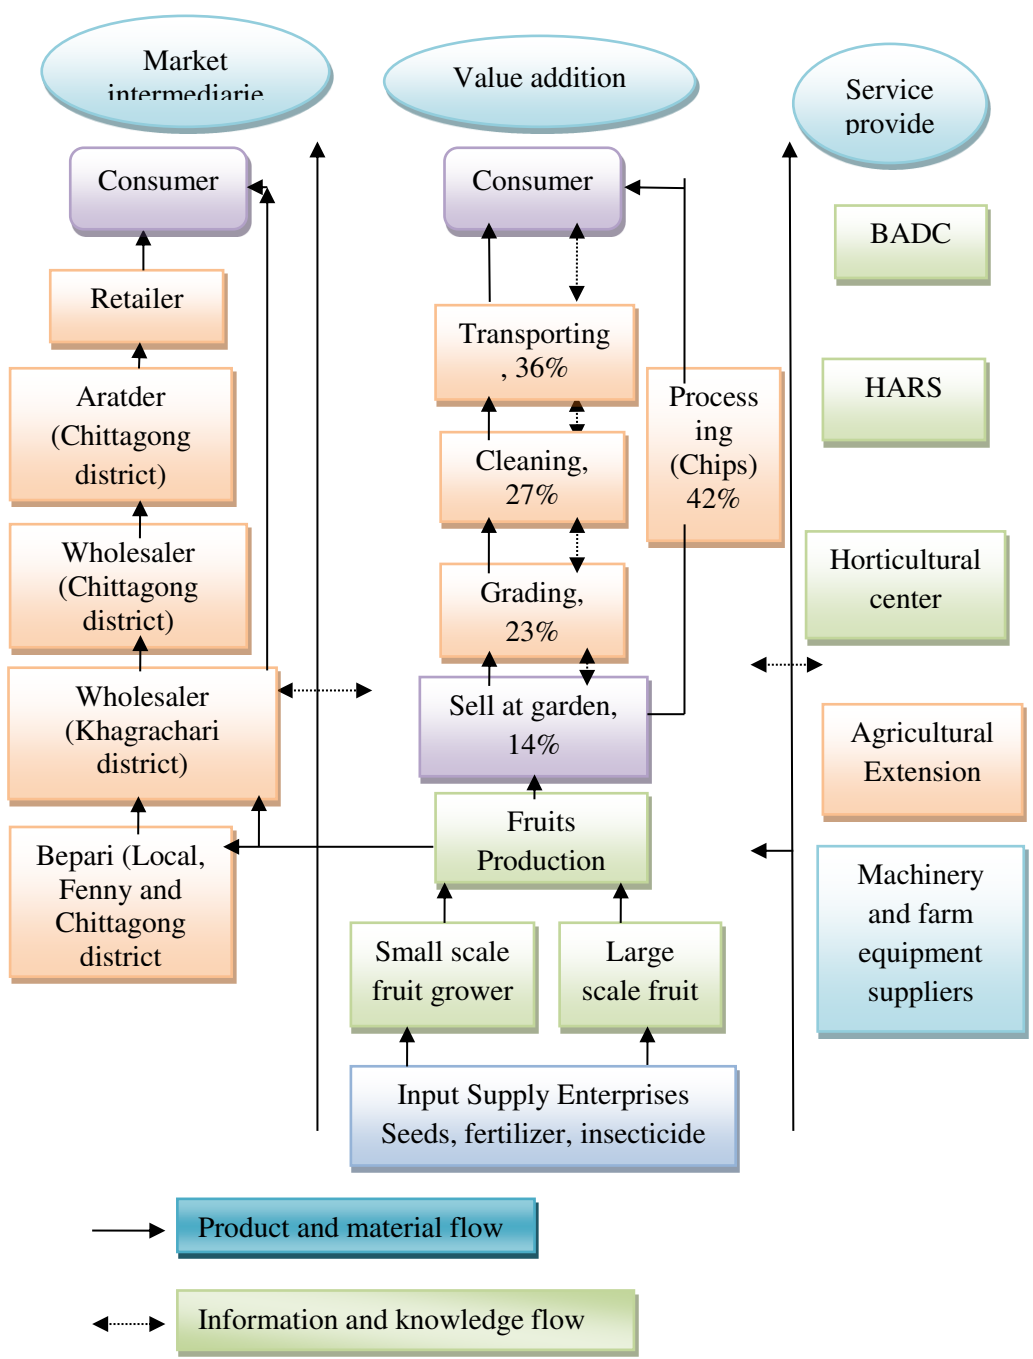 Market
intermediarie
Value addition
Service
provide
Consumer
Retailer
Aratder
(Chittagong
district)
Wholesaler
(Chittagong
district)
Wholesaler
(Khagrachari
district)
Bepari (Local,
Fenny and
Chittagong
district
Consumer
Transporting
, 36%
Cleaning,
27%
Grading,
23%
Sell at garden,
14%
Process
ing
(Chips)
42%
Fruits
Production
Small scale
fruit grower
Large
scale fruit
Input Supply Enterprises
Seeds, fertilizer, insecticide
BADC
HARS
Horticultural
center
Agricultural
Extension
Machinery
and farm
equipment
suppliers
Product and material flow
Information and knowledge flow